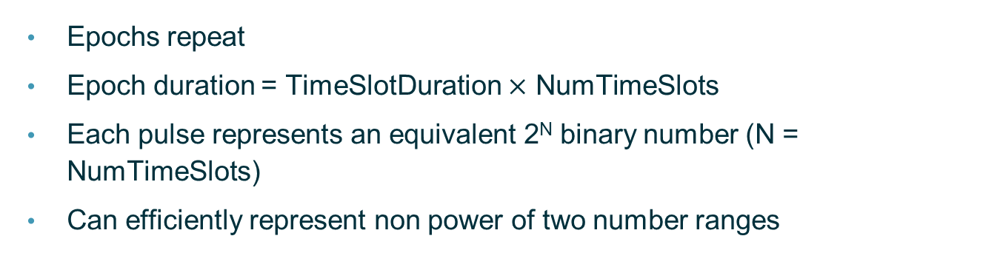 • Epochs repeat
• Epoch duration = TimeSlotDuration × NumTimeSlots
• Each pulse represents an equivalent 2ᴺ binary number (N =
NumTimeSlots)
• Can efficiently represent non power of two number ranges